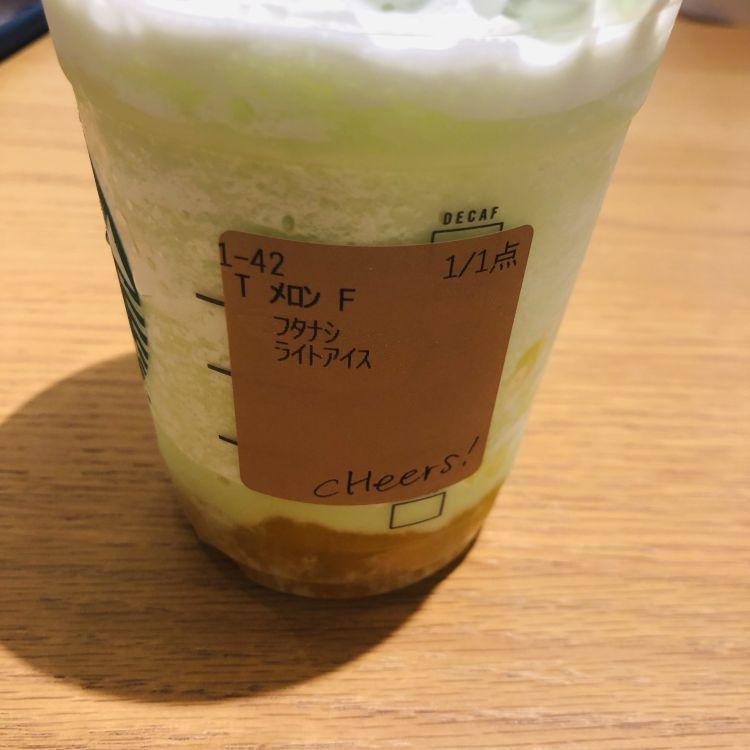 DECAF
1-42 1/1点
T メロン F
フタナシ
ライトアイス
cHeers!